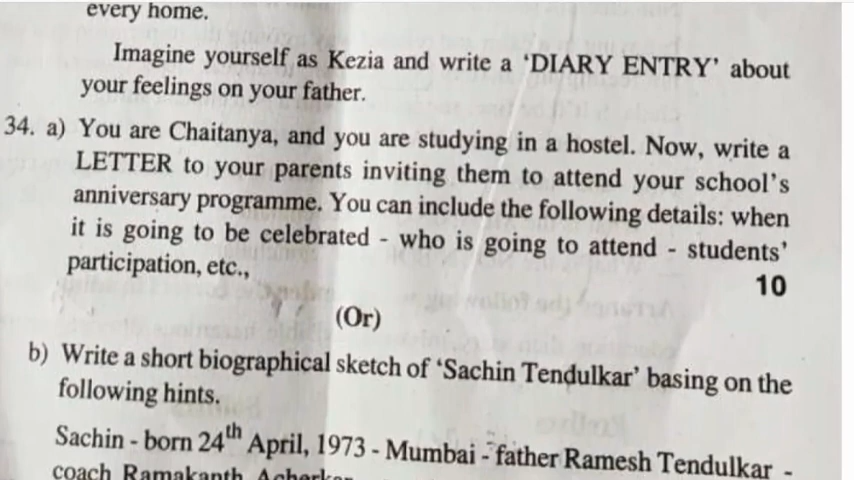 every home.
Imagine yourself as Kezia and write a 'DIARY ENTRY' about
your feelings on your father.
34. a) You are Chaitanya, and you are studying in a hostel. Now, write a
LETTER to your parents inviting them to attend your school's
anniversary programme. You can include the following details: when
it is going to be celebrated - who is going to attend - students'
participation, etc.,
10
(Or)
b) Write a short biographical sketch of 'Sachin Tendulkar' basing on the
following hints.
Sachin - born 24th April, 1973 - Mumbai - father Ramesh Tendulkar -
coach Ramakanth